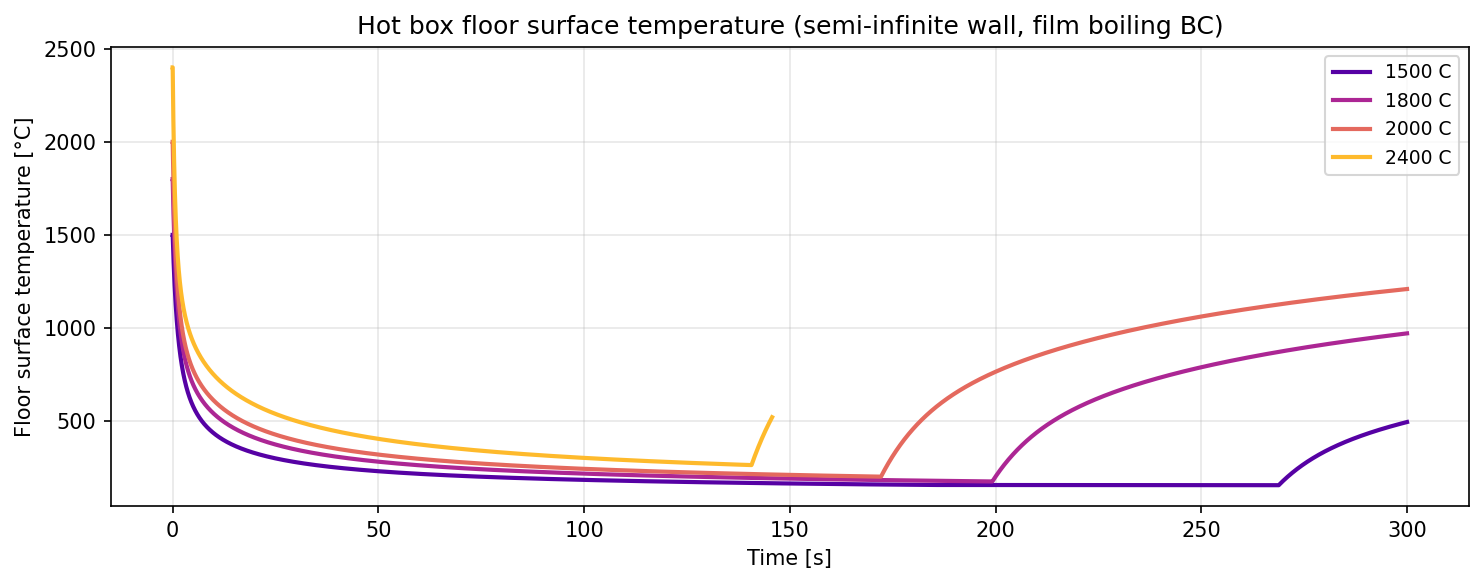 Hot box floor surface temperature (semi-infinite wall, film boiling BC)
Floor surface temperature [°C]
2500
2000
1500
1000
500
1500 C
1800 C
2000 C
2400 C
0 50 100 150 200 250 300
Time [s]